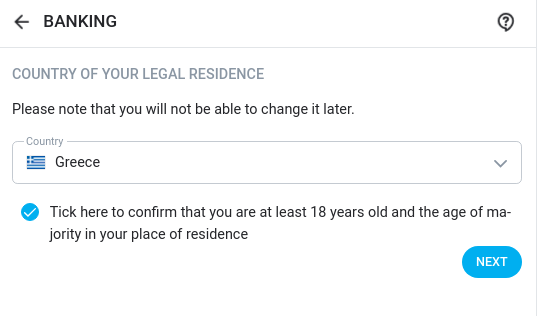 BANKING
COUNTRY OF YOUR LEGAL RESIDENCE
Please note that you will not be able to change it later.
Country
Greece
Tick here to confirm that you are at least 18 years old and the age of ma-
jority in your place of residence
NEXT